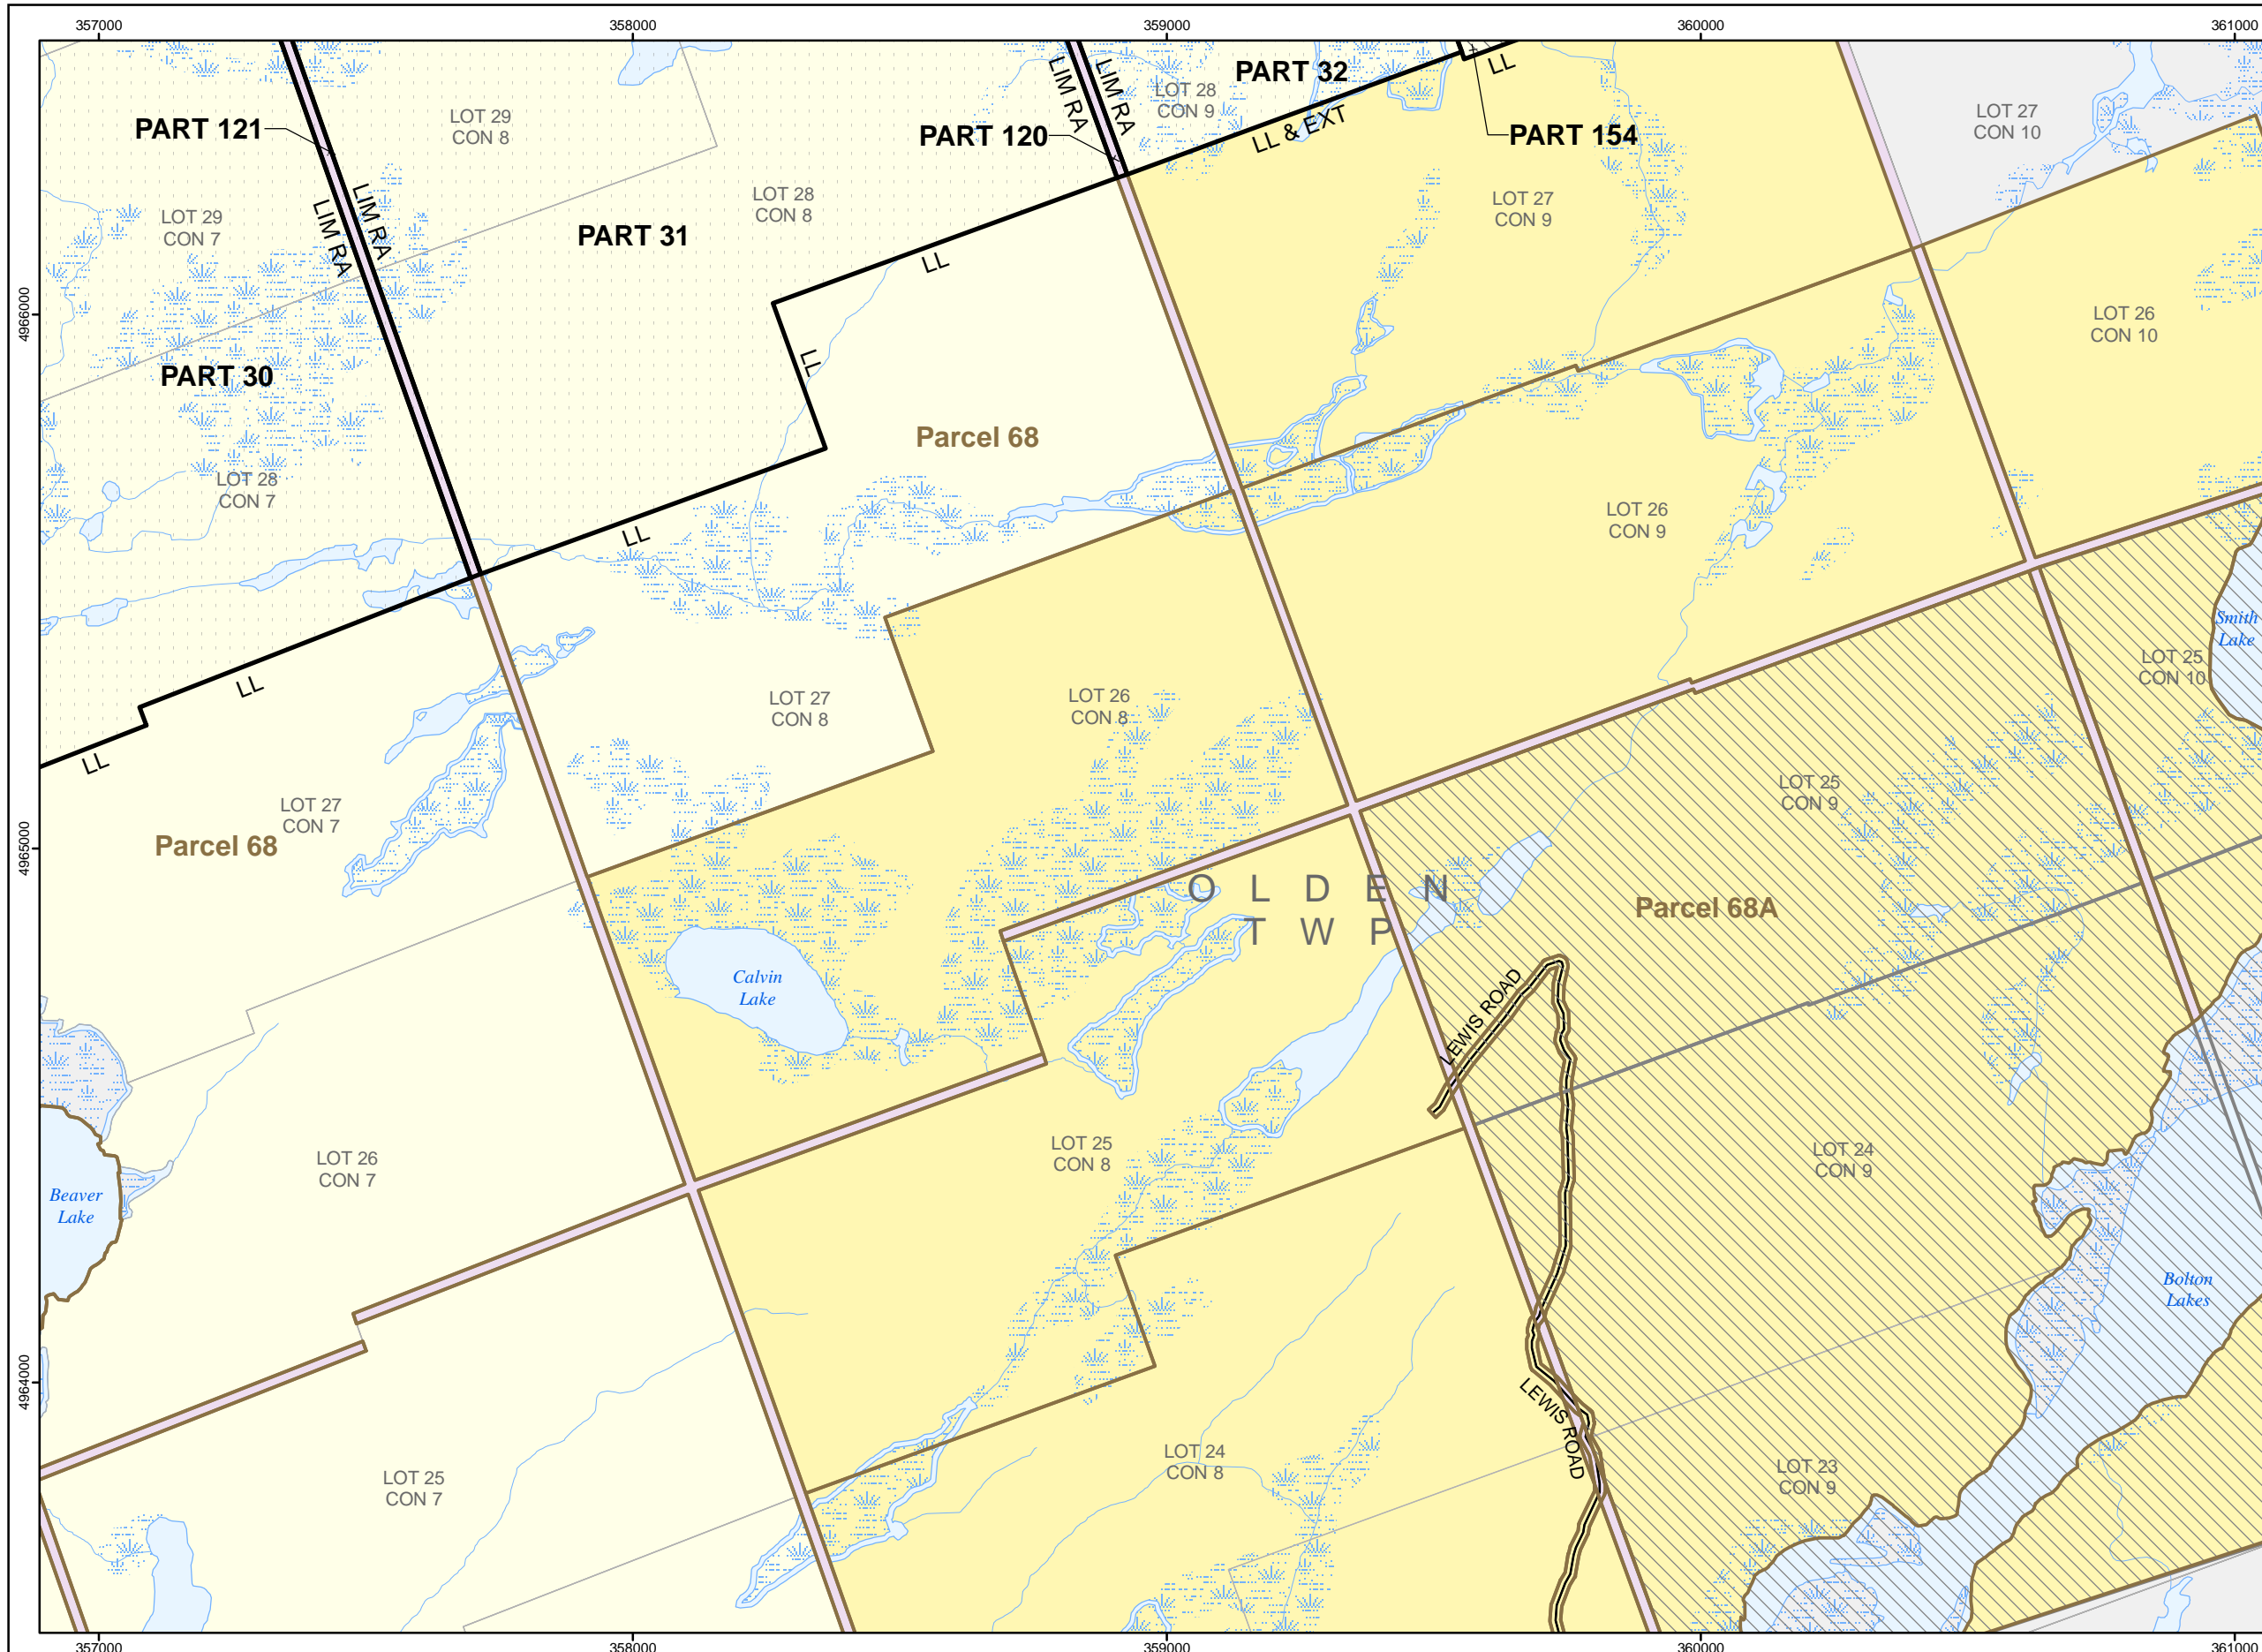 357000
358000
359000
360000
361000
PART 121
LOT 29
CON 8
LIM RA
LIM RA
PART 120
LOT 28
CON 9
PART 32
LL & EXT
LL
PART 154
LOT 27
CON 10
LOT 29
CON 7
LIM RA
LIM RA
PART 31
LOT 28
CON 8
LL
LOT 27
CON 9
4966000
LOT 26
CON 10
PART 30
LL
Parcel 68
LOT 28
CON 7
LL
LOT 26
CON 9
Smith
Lake
LOT 25
CON 10
LL
LOT 27
CON 8
LOT 26
CON 8
LL
LOT 27
CON 7
Parcel 68
4965000
LOT 25
CON 9
OLDEN
TWP
Parcel 68A
Calvin
Lake
LEWIS ROAD
LOT 26
CON 7
LOT 25
CON 8
LOT 24
CON 9
Beaver
Lake
Bolton
Lakes
4964000
LEWIS ROAD
LOT 25
CON 7
LOT 24
CON 8
LOT 23
CON 9
357000
358000
359000
360000
361000